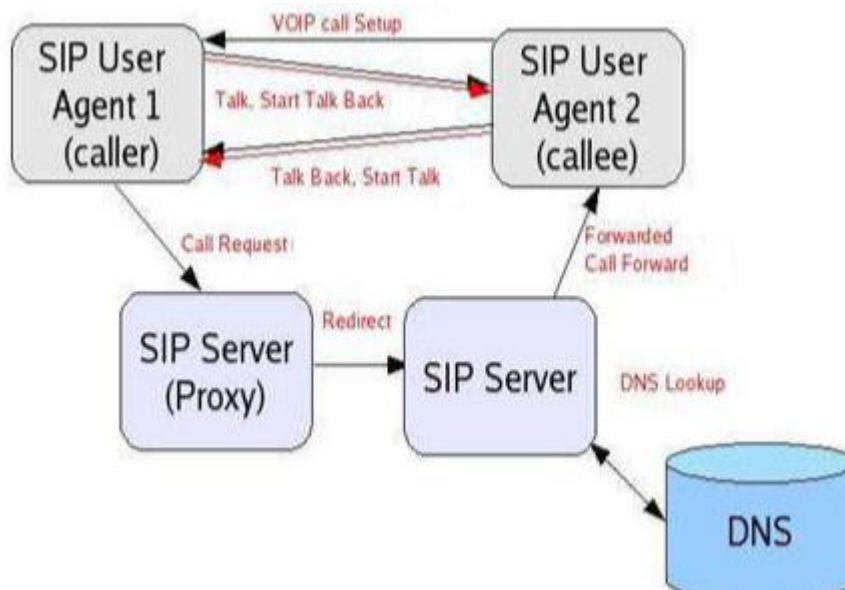 VOIP call Setup
SIP User
Agent 1
(caller)
SIP User
Agent 2
(callee)
Talk, Start Talk Back
Talk Back, Start Talk
Call Request
Forwarded
Call Forward
SIP Server
(Proxy)
Redirect
SIP Server
DNS Lookup
DNS